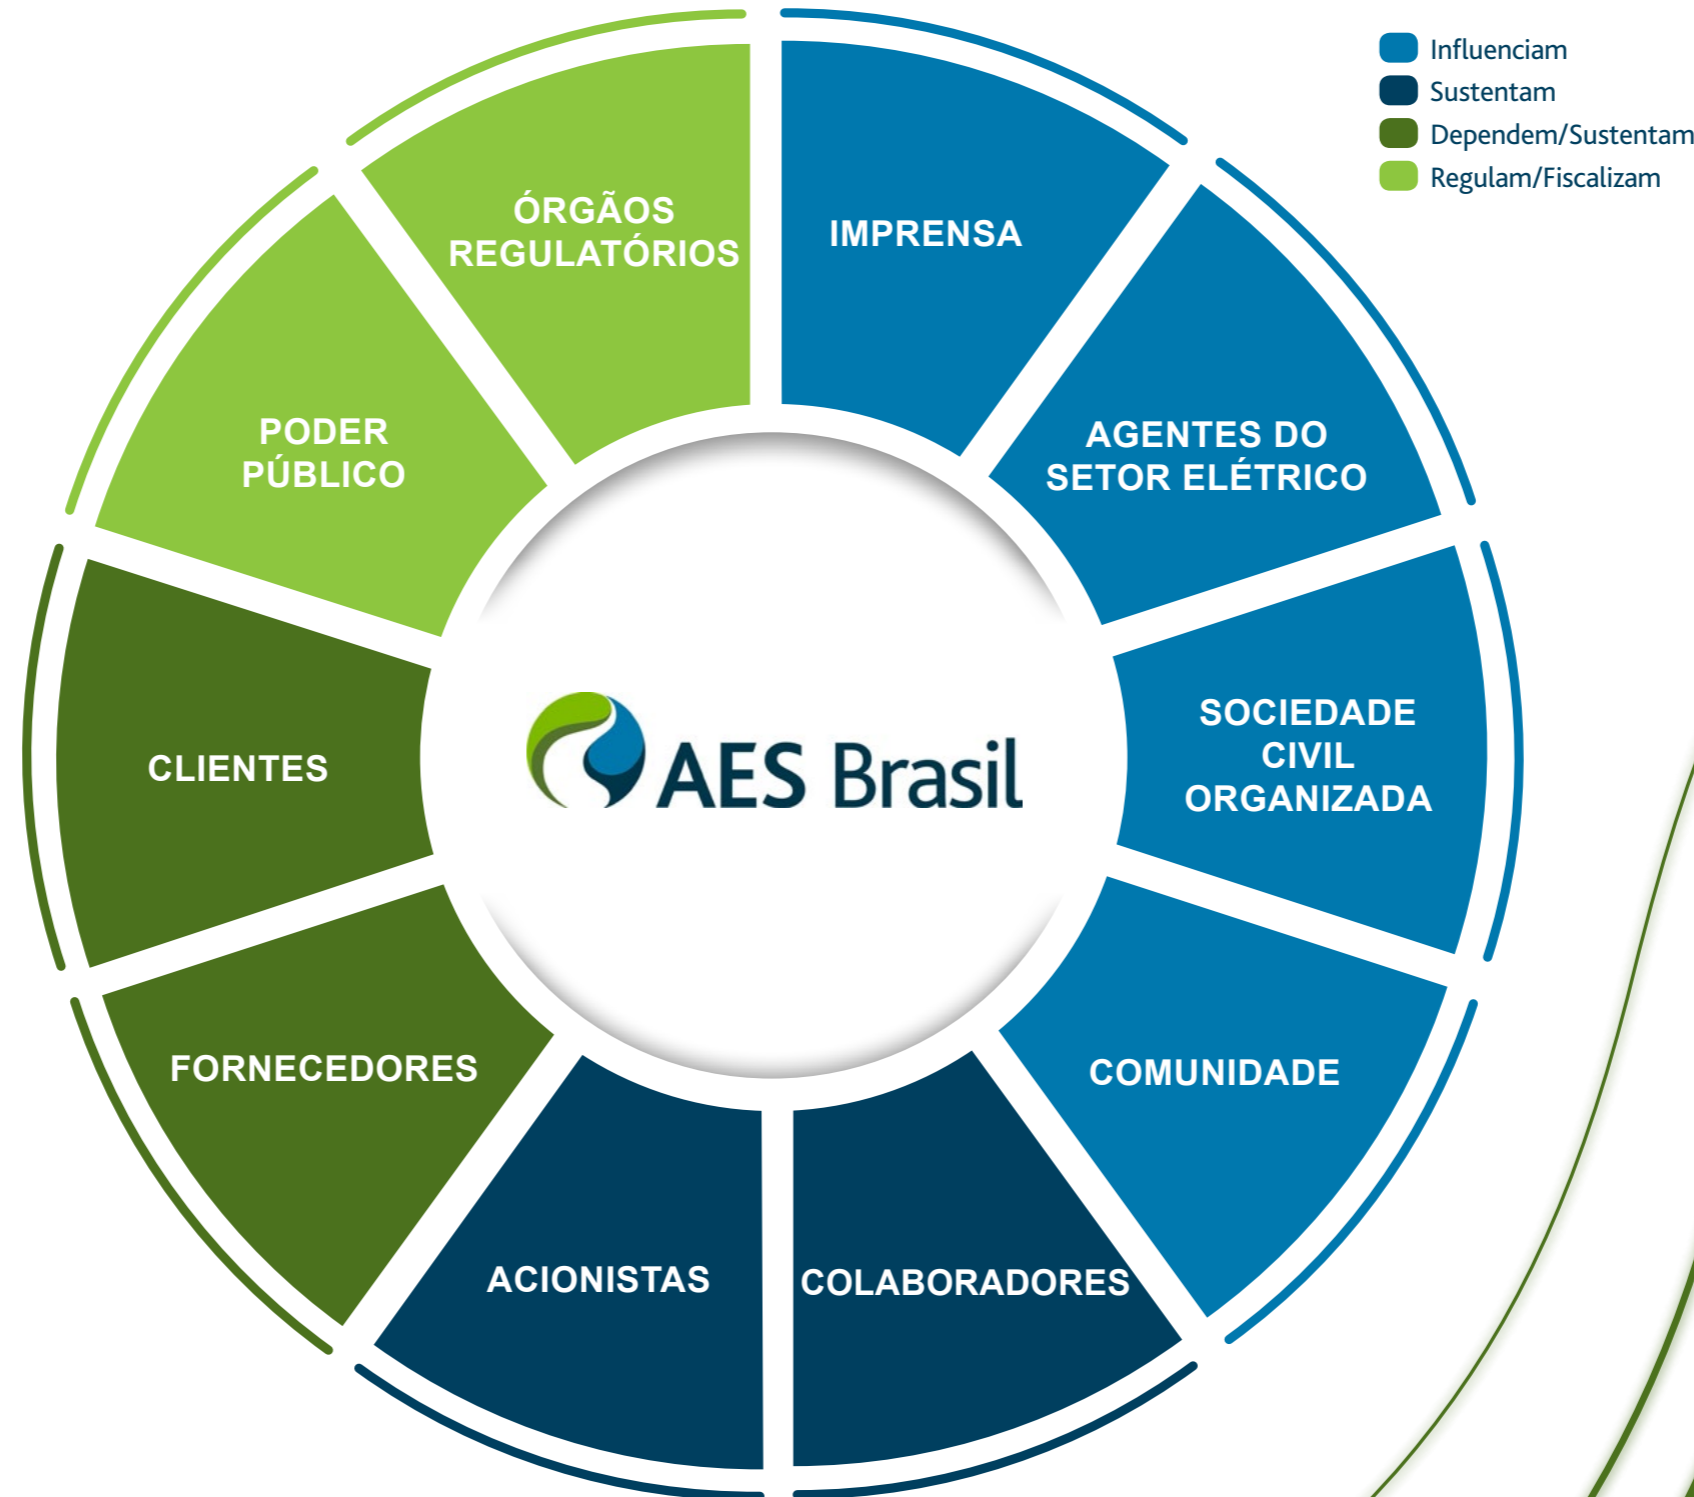 Influenciam
Sustentam
Dependem/Sustentam
Regulam/Fiscalizam
ÓRGÃOS
REGULATÓRIOS
IMPRENSA
PODER
PÚBLICO
AGENTES DO
SETOR ELÉTRICO
CLIENTES
AES Brasil
SOCIEDADE
CIVIL
ORGANIZADA
FORNECEDORES
COMUNIDADE
ACIONISTAS
COLABORADORES